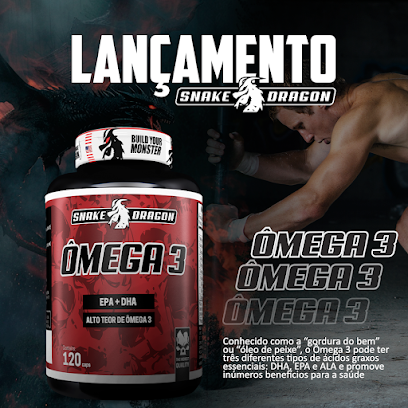 LANÇAMENTO
SNAKE DRAGON
BUILD YOUR
MONSTER
SNAKE DRAGON
ÔMEGA 3
EPA + DHA
ALTO TEOR DE ÔMEGA 3
120
caps
ÔMEGA 3
ÔMEGA 3
ÔMEGA 3
Conhecido como a "gordura do bem"
ou "óleo de peixe", o Ômega 3 pode ter
três diferentes tipos de ácidos graxos
essenciais: DHA, EPA e ALA e promove
inúmeros benefícios para a saúde